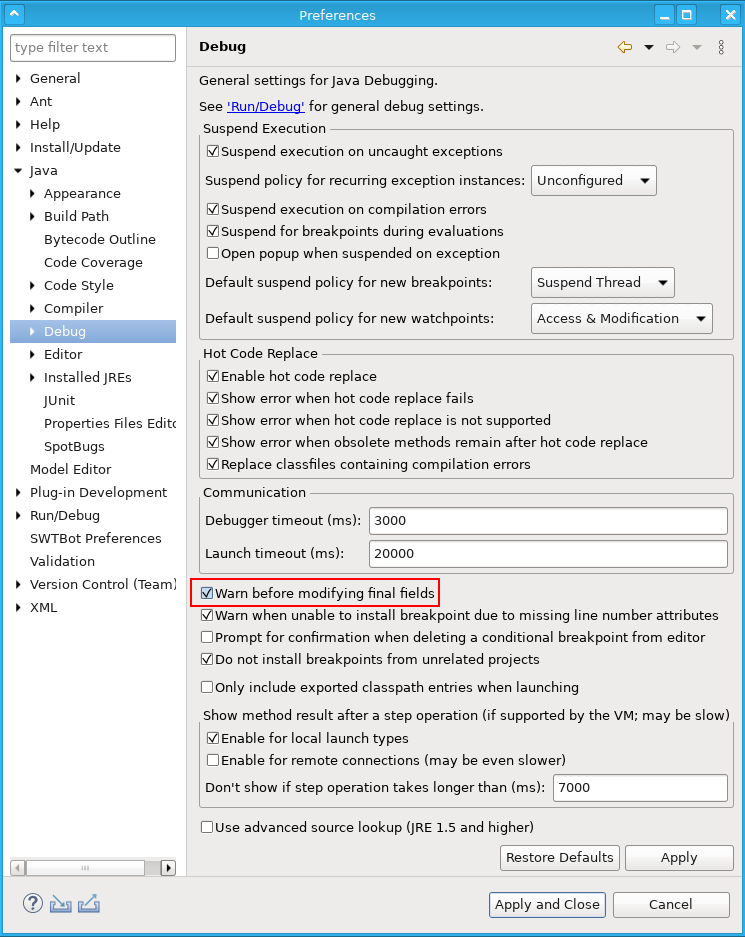 Preferences
type filter text
General
Ant
Help
Install/Update
Java
Appearance
Build Path
Bytecode Outline
Code Coverage
Code Style
Compiler
Debug
Editor
Installed JREs
JUnit
Properties Files Edito
SpotBugs
Model Editor
Plug-in Development
Run/Debug
SWTBot Preferences
Validation
Version Control (Team)
XML
Debug
General settings for Java Debugging.
See 'Run/Debug' for general debug settings.
Suspend Execution
Suspend execution on uncaught exceptions
Suspend policy for recurring exception instances: Unconfigured
Suspend execution on compilation errors
Suspend for breakpoints during evaluations
Open popup when suspended on exception
Default suspend policy for new breakpoints: Suspend Thread
Default suspend policy for new watchpoints: Access & Modification
Hot Code Replace
Enable hot code replace
Show error when hot code replace fails
Show error when hot code replace is not supported
Show error when obsolete methods remain after hot code replace
Replace classfiles containing compilation errors
Communication
Debugger timeout (ms): 3000
Launch timeout (ms): 20000
Warn before modifying final fields
Warn when unable to install breakpoint due to missing line number attributes
Prompt for confirmation when deleting a conditional breakpoint from editor
Do not install breakpoints from unrelated projects
Only include exported classpath entries when launching
Show method result after a step operation (if supported by the VM; may be slow)
Enable for local launch types
Enable for remote connections (may be even slower)
Don't show if step operation takes longer than (ms): 7000
Use advanced source lookup (JRE 1.5 and higher)
Restore Defaults Apply
? Apply and Close Cancel